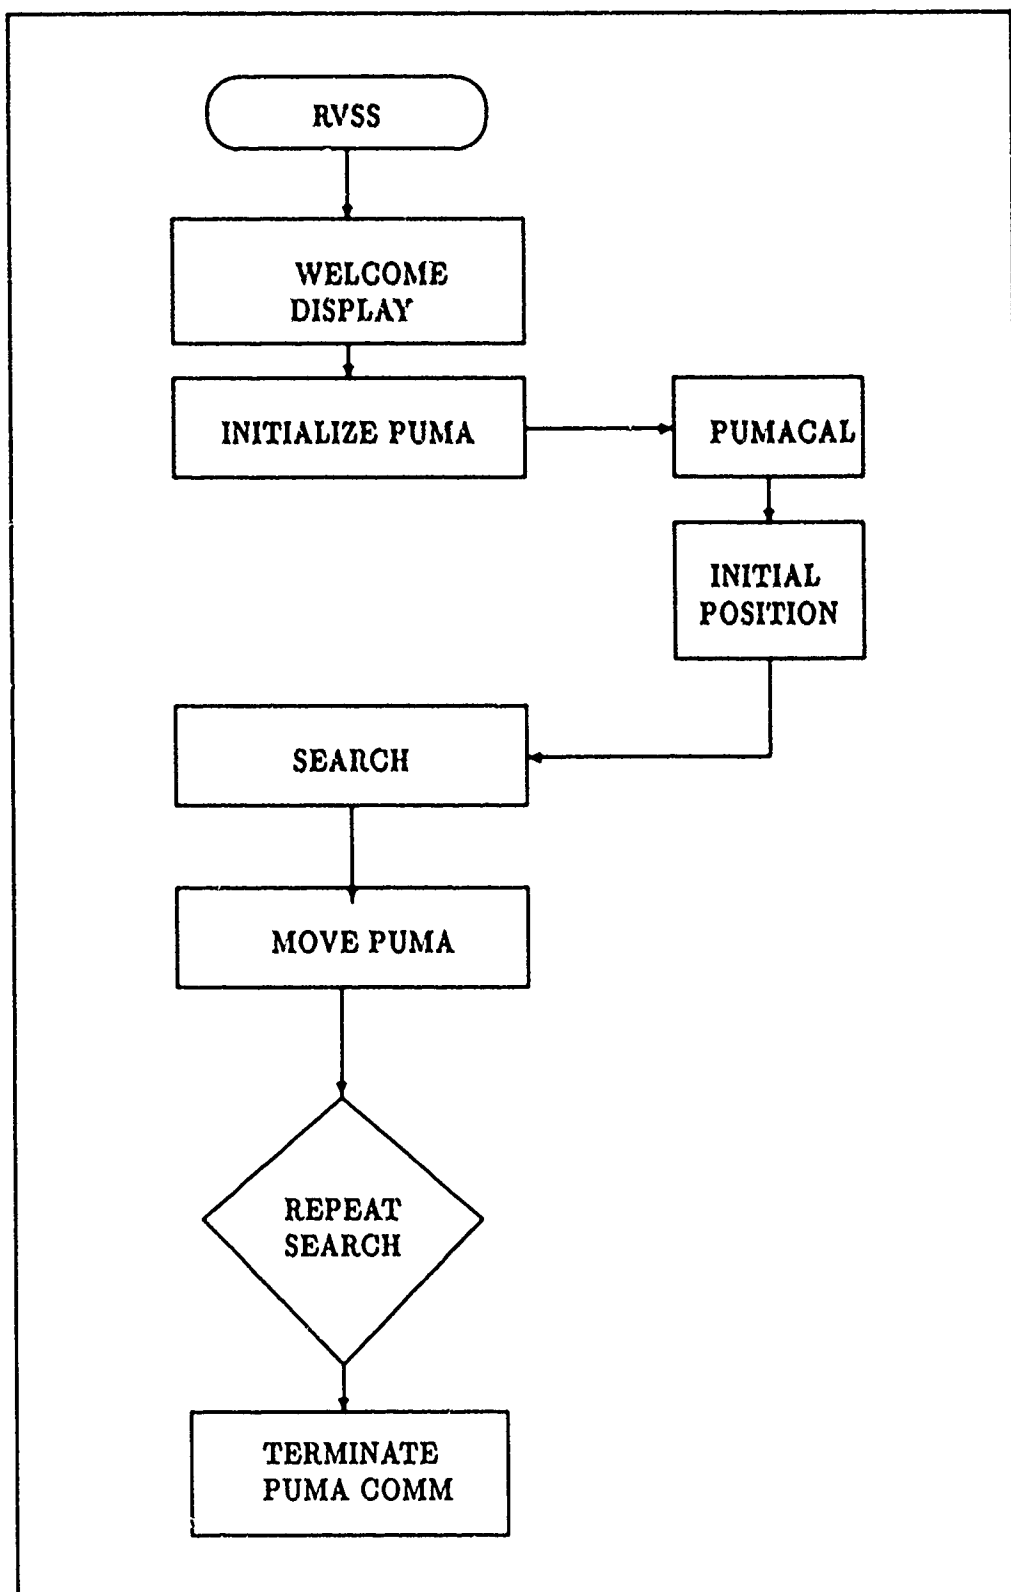 RVSS
WELCOME
DISPLAY
INITIALIZE PUMA
PUMACAL
INITIAL
POSITION
SEARCH
MOVE PUMA
REPEAT
SEARCH
TERMINATE
PUMA COMM